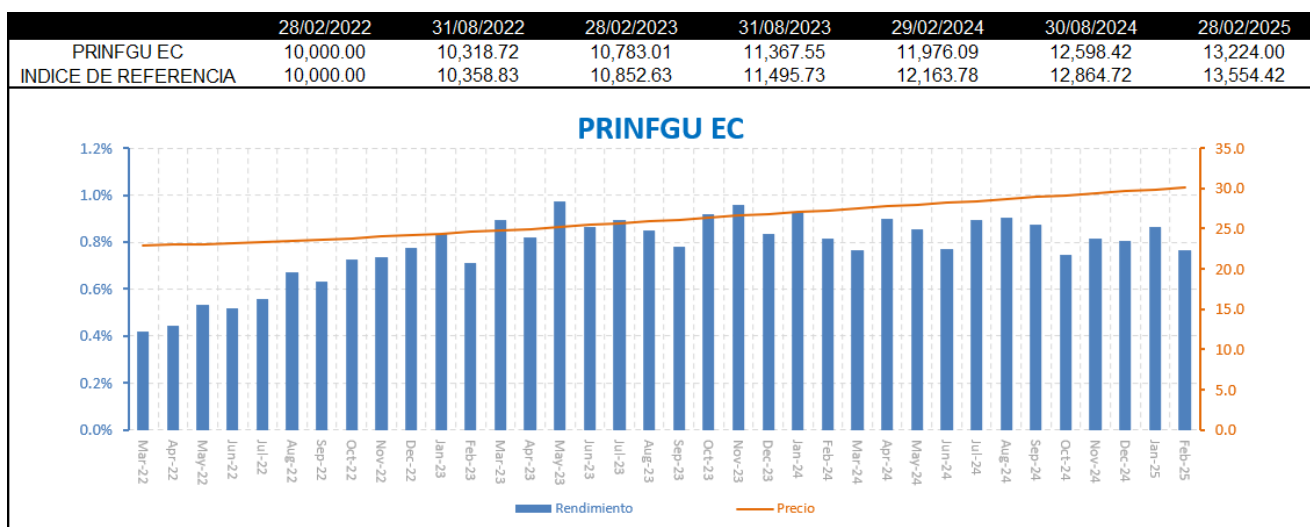 28/02/2022 31/08/2022 28/02/2023 31/08/2023 29/02/2024 30/08/2024 28/02/2025
PRINFGU EC 10,000.00 10,318.72 10,783.01 11,367.55 11,976.09 12,598.42 13,224.00
INDICE DE REFERENCIA 10,000.00 10,358.83 10,852.63 11,495.73 12,163.78 12,864.72 13,554.42
PRINFGU EC
1.2% 35.0
1.0% 30.0
0.8% 25.0
0.6% 20.0
0.4% 15.0
0.2% 10.0
0.0% 5.0
0.0
Mar-22 Apr-22 May-22 Jun-22 Jul-22 Aug-22 Sep-22 Oct-22 Nov-22 Dec-22 Jan-23 Feb-23 Mar-23 Apr-23 May-23 Jun-23 Jul-23 Aug-23 Sep-23 Oct-23 Nov-23 Dec-23 Jan-24 Feb-24 Mar-24 Apr-24 May-24 Jun-24 Jul-24 Aug-24 Sep-24 Oct-24 Nov-24 Dec-24 Jan-25 Feb-25
Rendimiento Precio